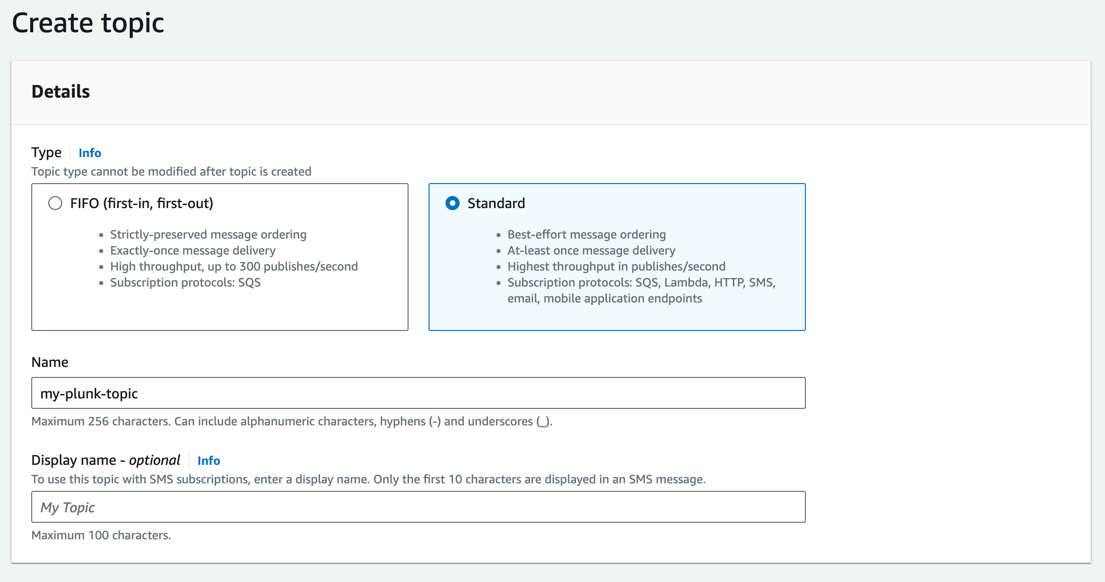 Create topic
Details
Type Info
Topic type cannot be modified after topic is created
FIFO (first-in, first-out)
• Strictly-preserved message ordering
• Exactly-once message delivery
• High throughput, up to 300 publishes/second
• Subscription protocols: SQS
Standard
• Best-effort message ordering
• At-least once message delivery
• Highest throughput in publishes/second
• Subscription protocols: SQS, Lambda, HTTP, SMS,
email, mobile application endpoints
Name
my-plunk-topic
Maximum 256 characters. Can include alphanumeric characters, hyphens (-) and underscores (_).
Display name - optional Info
To use this topic with SMS subscriptions, enter a display name. Only the first 10 characters are displayed in an SMS message.
My Topic
Maximum 100 characters.